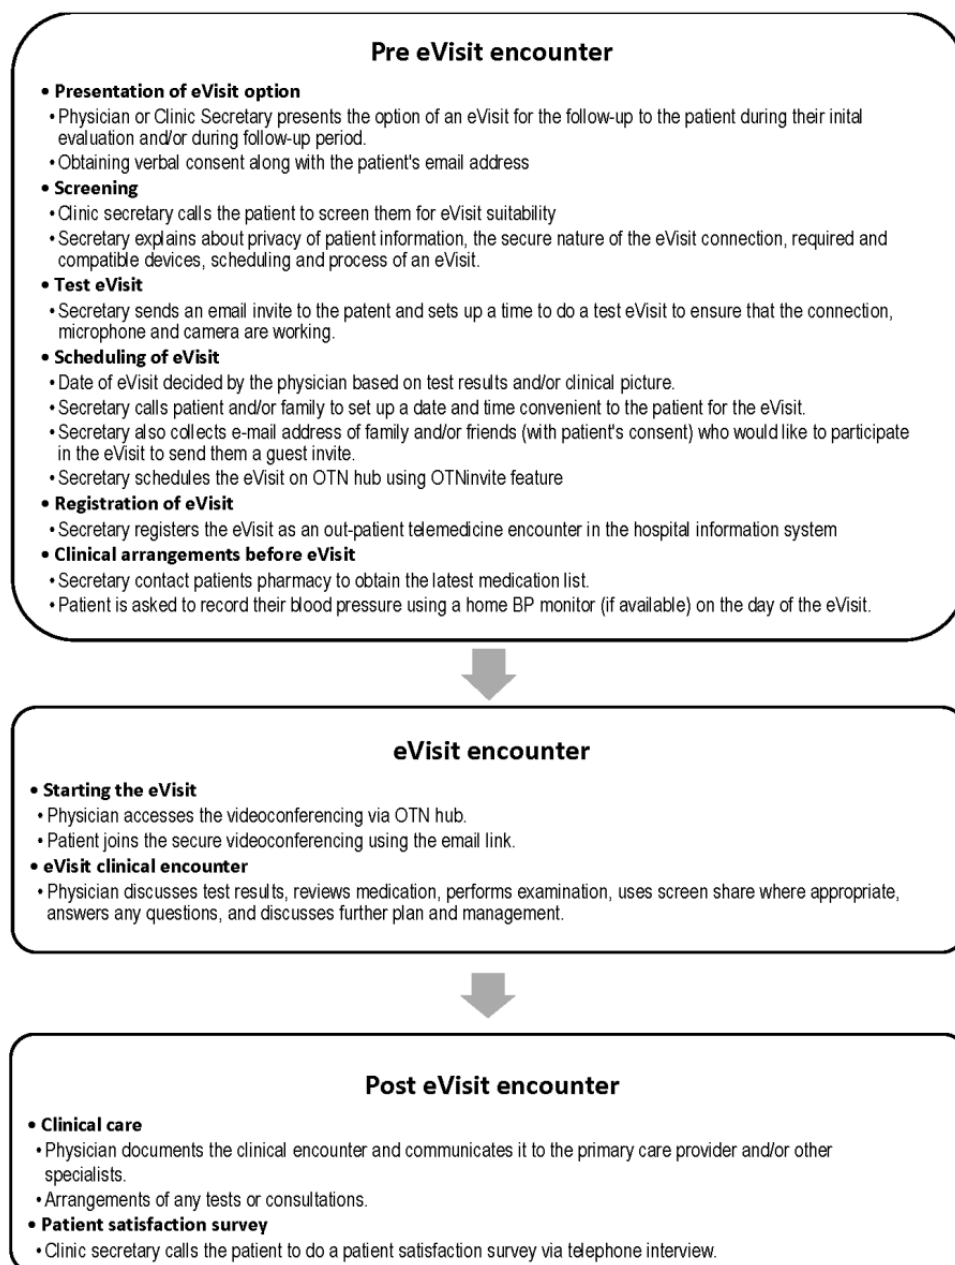 Pre eVisit encounter
• Presentation of eVisit option
• Physician or Clinic Secretary presents the option of an eVisit for the follow-up to the patient during their inital
evaluation and/or during follow-up period.
• Obtaining verbal consent along with the patient's email address
• Screening
• Clinic secretary calls the patient to screen them for eVisit suitability
• Secretary explains about privacy of patient information, the secure nature of the eVisit connection, required and
compatible devices, scheduling and process of an eVisit.
• Test eVisit
• Secretary sends an email invite to the patent and sets up a time to do a test eVisit to ensure that the connection,
microphone and camera are working.
• Scheduling of eVisit
• Date of eVisit decided by the physician based on test results and/or clinical picture.
• Secretary calls patient and/or family to set up a date and time convenient to the patient for the eVisit.
• Secretary also collects e-mail address of family and/or friends (with patient's consent) who would like to participate
in the eVisit to send them a guest invite.
• Secretary schedules the eVisit on OTN hub using OTNinvite feature
• Registration of eVisit
• Secretary registers the eVisit as an out-patient telemedicine encounter in the hospital information system
• Clinical arrangements before eVisit
• Secretary contact patients pharmacy to obtain the latest medication list.
• Patient is asked to record their blood pressure using a home BP monitor (if available) on the day of the eVisit.
eVisit encounter
• Starting the eVisit
• Physician accesses the videoconferencing via OTN hub.
• Patient joins the secure videoconferencing using the email link.
• eVisit clinical encounter
• Physician discusses test results, reviews medication, performs examination, uses screen share where appropriate,
answers any questions, and discusses further plan and management.
Post eVisit encounter
• Clinical care
• Physician documents the clinical encounter and communicates it to the primary care provider and/or other
specialists.
• Arrangements of any tests or consultations.
• Patient satisfaction survey
• Clinic secretary calls the patient to do a patient satisfaction survey via telephone interview.